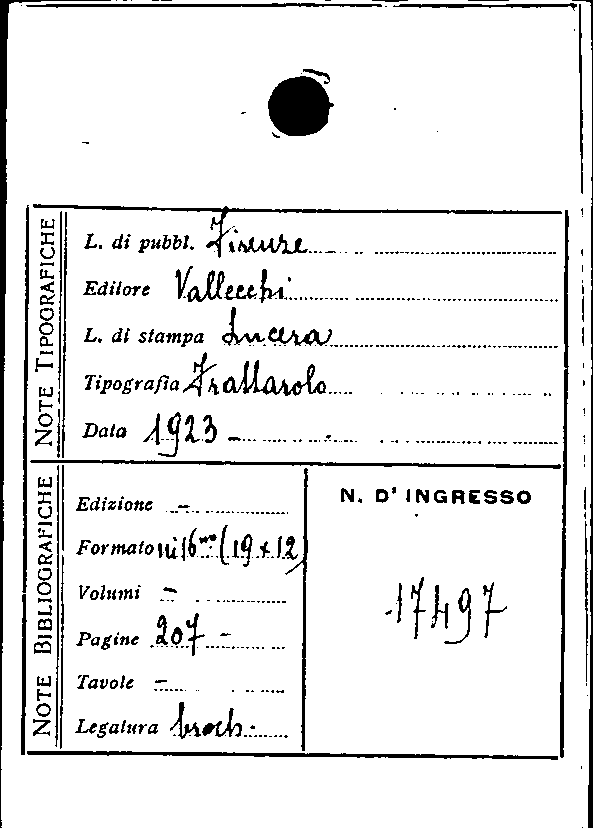 NOTE TIPOGRAFICHE
L. di pubbl. Firenze
Editore Vallecchi
L. di stampa Lucera
Tipografia Frattarolo
Data 1923 -
NOTE BIBLIOGRAFICHE
Edizione -
Formato in 16mo (19 x 12)
Volumi -
Pagine 207 -
Tavole -
Legatura broch.
N. D' INGRESSO
17497